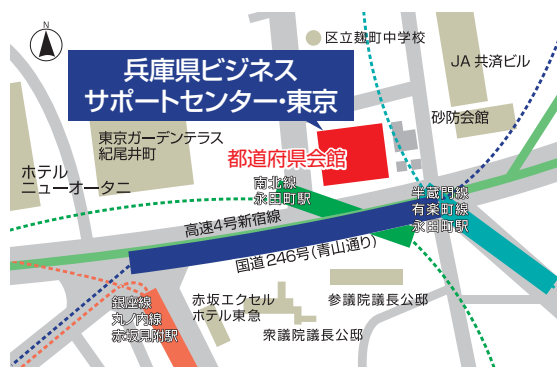 N
区立麹町中学校
JA共済ビル
兵庫県ビジネス
サポートセンター・東京
砂防会館
東京ガーデンテラス
紀尾井町
都道府県会館
ホテル
ニューオータニ
南北線
永田町駅
半蔵門線
有楽町線
永田町駅
高速4号新宿線
国道246号(青山通り)
銀座線
丸ノ内線
赤坂見附駅
赤坂エクセル
ホテル東急
参議院議長公邸
衆議院議長公邸